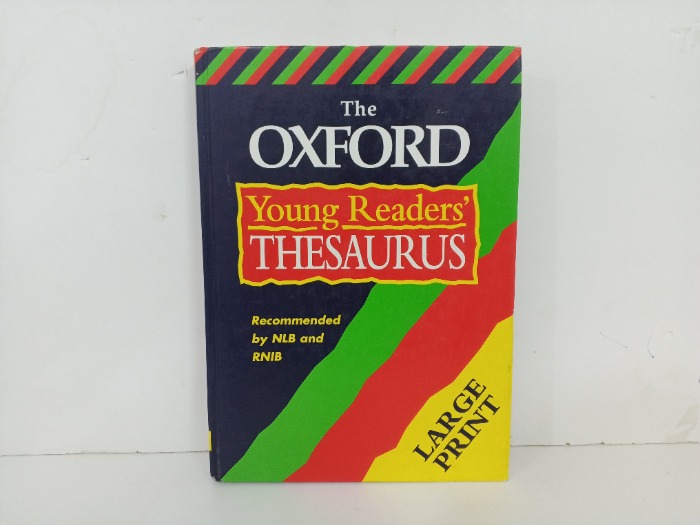 The
OXFORD
Young Readers'
THESAURUS
Recommended
by NLB and
RNIB
LARGE
PRINT